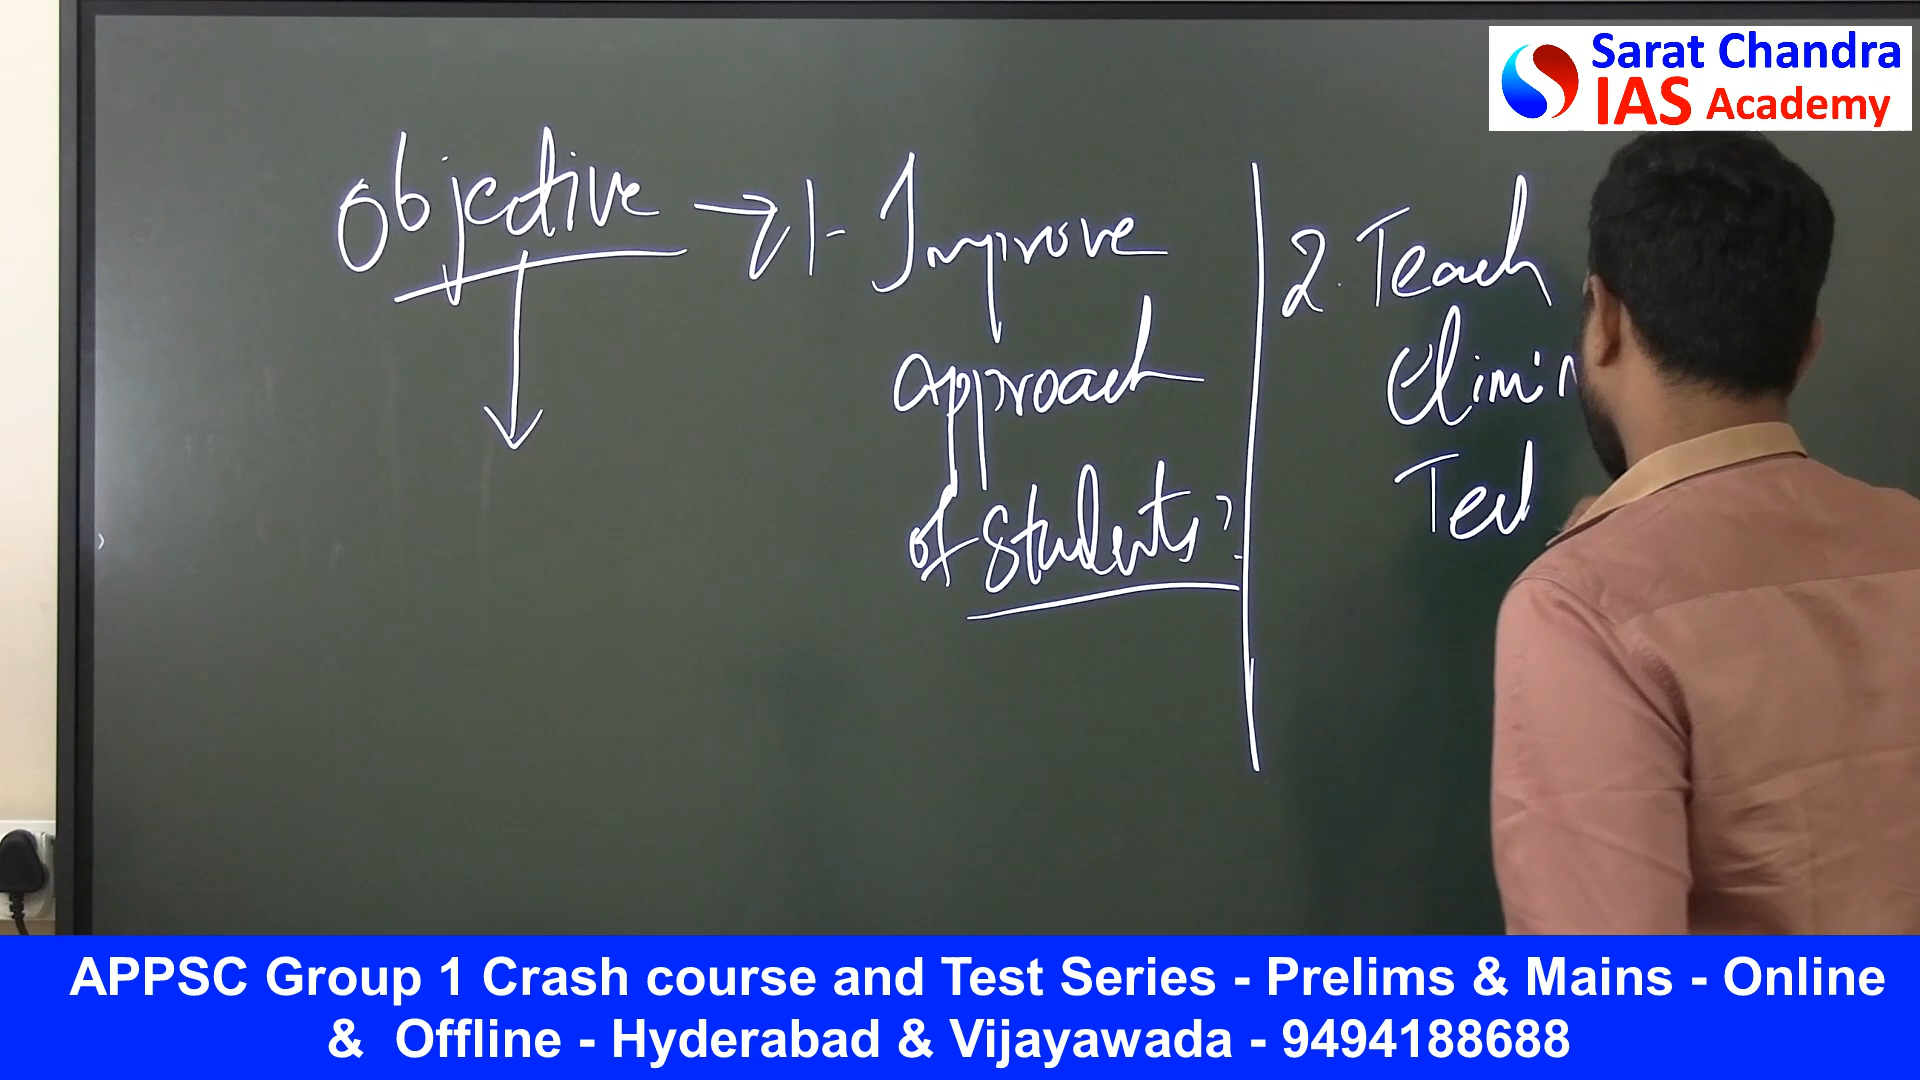 Sarat Chandra
IAS Academy
Objective → 1- Improve
approach
of students:
2. Teach
Elimin
Tech
APPSC Group 1 Crash course and Test Series - Prelims & Mains - Online
& Offline - Hyderabad & Vijayawada - 9494188688